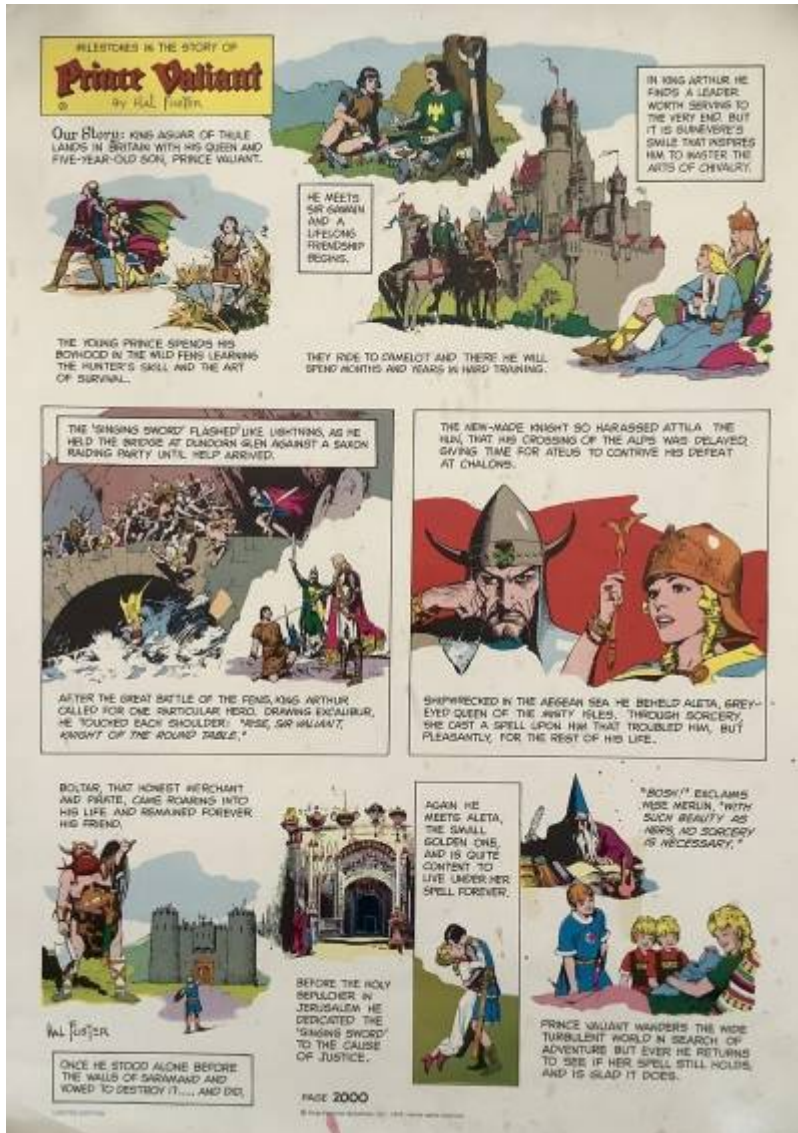 MILESTONES IN THE STORY OF
Prince Valiant
BY HAL FOSTER
Our Story: KING AGUAR OF THULE
LANDS IN BRITAIN WITH HIS QUEEN AND
FIVE-YEAR-OLD SON, PRINCE VALIANT.
THE YOUNG PRINCE SPENDS HIS
BOYHOOD IN THE WILD FENS LEARNING
THE HUNTER'S SKILL AND THE ART
OF SURVIVAL.
HE MEETS
SIR GAWAIN
AND A
LIFELONG
FRIENDSHIP
BEGINS.
IN KING ARTHUR HE
FINDS A LEADER
WORTH SERVING TO
THE VERY END. BUT
IT IS GUINEVERE'S
SMILE THAT INSPIRES
HIM TO MASTER THE
ARTS OF CHIVALRY.
THEY RIDE TO CAMELOT AND THERE HE WILL
SPEND MONTHS AND YEARS IN HARD TRAINING.
THE 'SINGING SWORD' FLASHED LIKE LIGHTNING, AS HE
HELD THE BRIDGE AT DUNDORN GLEN AGAINST A SAXON
RAIDING PARTY UNTIL HELP ARRIVED.
AFTER THE GREAT BATTLE OF THE FENS, KING ARTHUR
CALLED FOR ONE PARTICULAR HERO. DRAWING EXCALIBUR,
HE TOUCHED EACH SHOULDER: "RISE, SIR VALIANT,
KNIGHT OF THE ROUND TABLE."
THE NEW-MADE KNIGHT SO HARASSED ATTILA THE
HUN, THAT HIS CROSSING OF THE ALPS WAS DELAYED,
GIVING TIME FOR ATEUS TO CONTRIVE HIS DEFEAT
AT CHALONS.
SHIPWRECKED IN THE AEGEAN SEA HE BEHELD ALETA, GREY-
EYED QUEEN OF THE MISTY ISLES. THROUGH SORCERY
SHE CAST A SPELL UPON HIM THAT TROUBLED HIM, BUT
PLEASANTLY, FOR THE REST OF HIS LIFE.
BOLTAR, THAT HONEST MERCHANT
AND PIRATE, CAME ROARING INTO
HIS LIFE AND REMAINED FOREVER
HIS FRIEND.
HAL FOSTER
ONCE HE STOOD ALONE BEFORE
THE WALLS OF SARAMAND AND
VOWED TO DESTROY IT.... AND DID.
BEFORE THE HOLY
SEPULCHER IN
JERUSALEM HE
DEDICATED THE
'SINGING SWORD'
TO THE CAUSE
OF JUSTICE.
AGAIN HE
MEETS ALETA,
THE SMALL
GOLDEN ONE,
AND IS QUITE
CONTENT TO
LIVE UNDER HER
SPELL FOREVER.
"BOSH!" EXCLAIMS
WISE MERLIN, "WITH
SUCH BEAUTY AS
HERS, NO SORCERY
IS NECESSARY."
PRINCE VALIANT WANDERS THE WIDE
TURBULENT WORLD IN SEARCH OF
ADVENTURE BUT EVER HE RETURNS
TO SEE IF HER SPELL STILL HOLDS,
AND IS GLAD IT DOES.
PAGE 2000
LIMITED EDITION